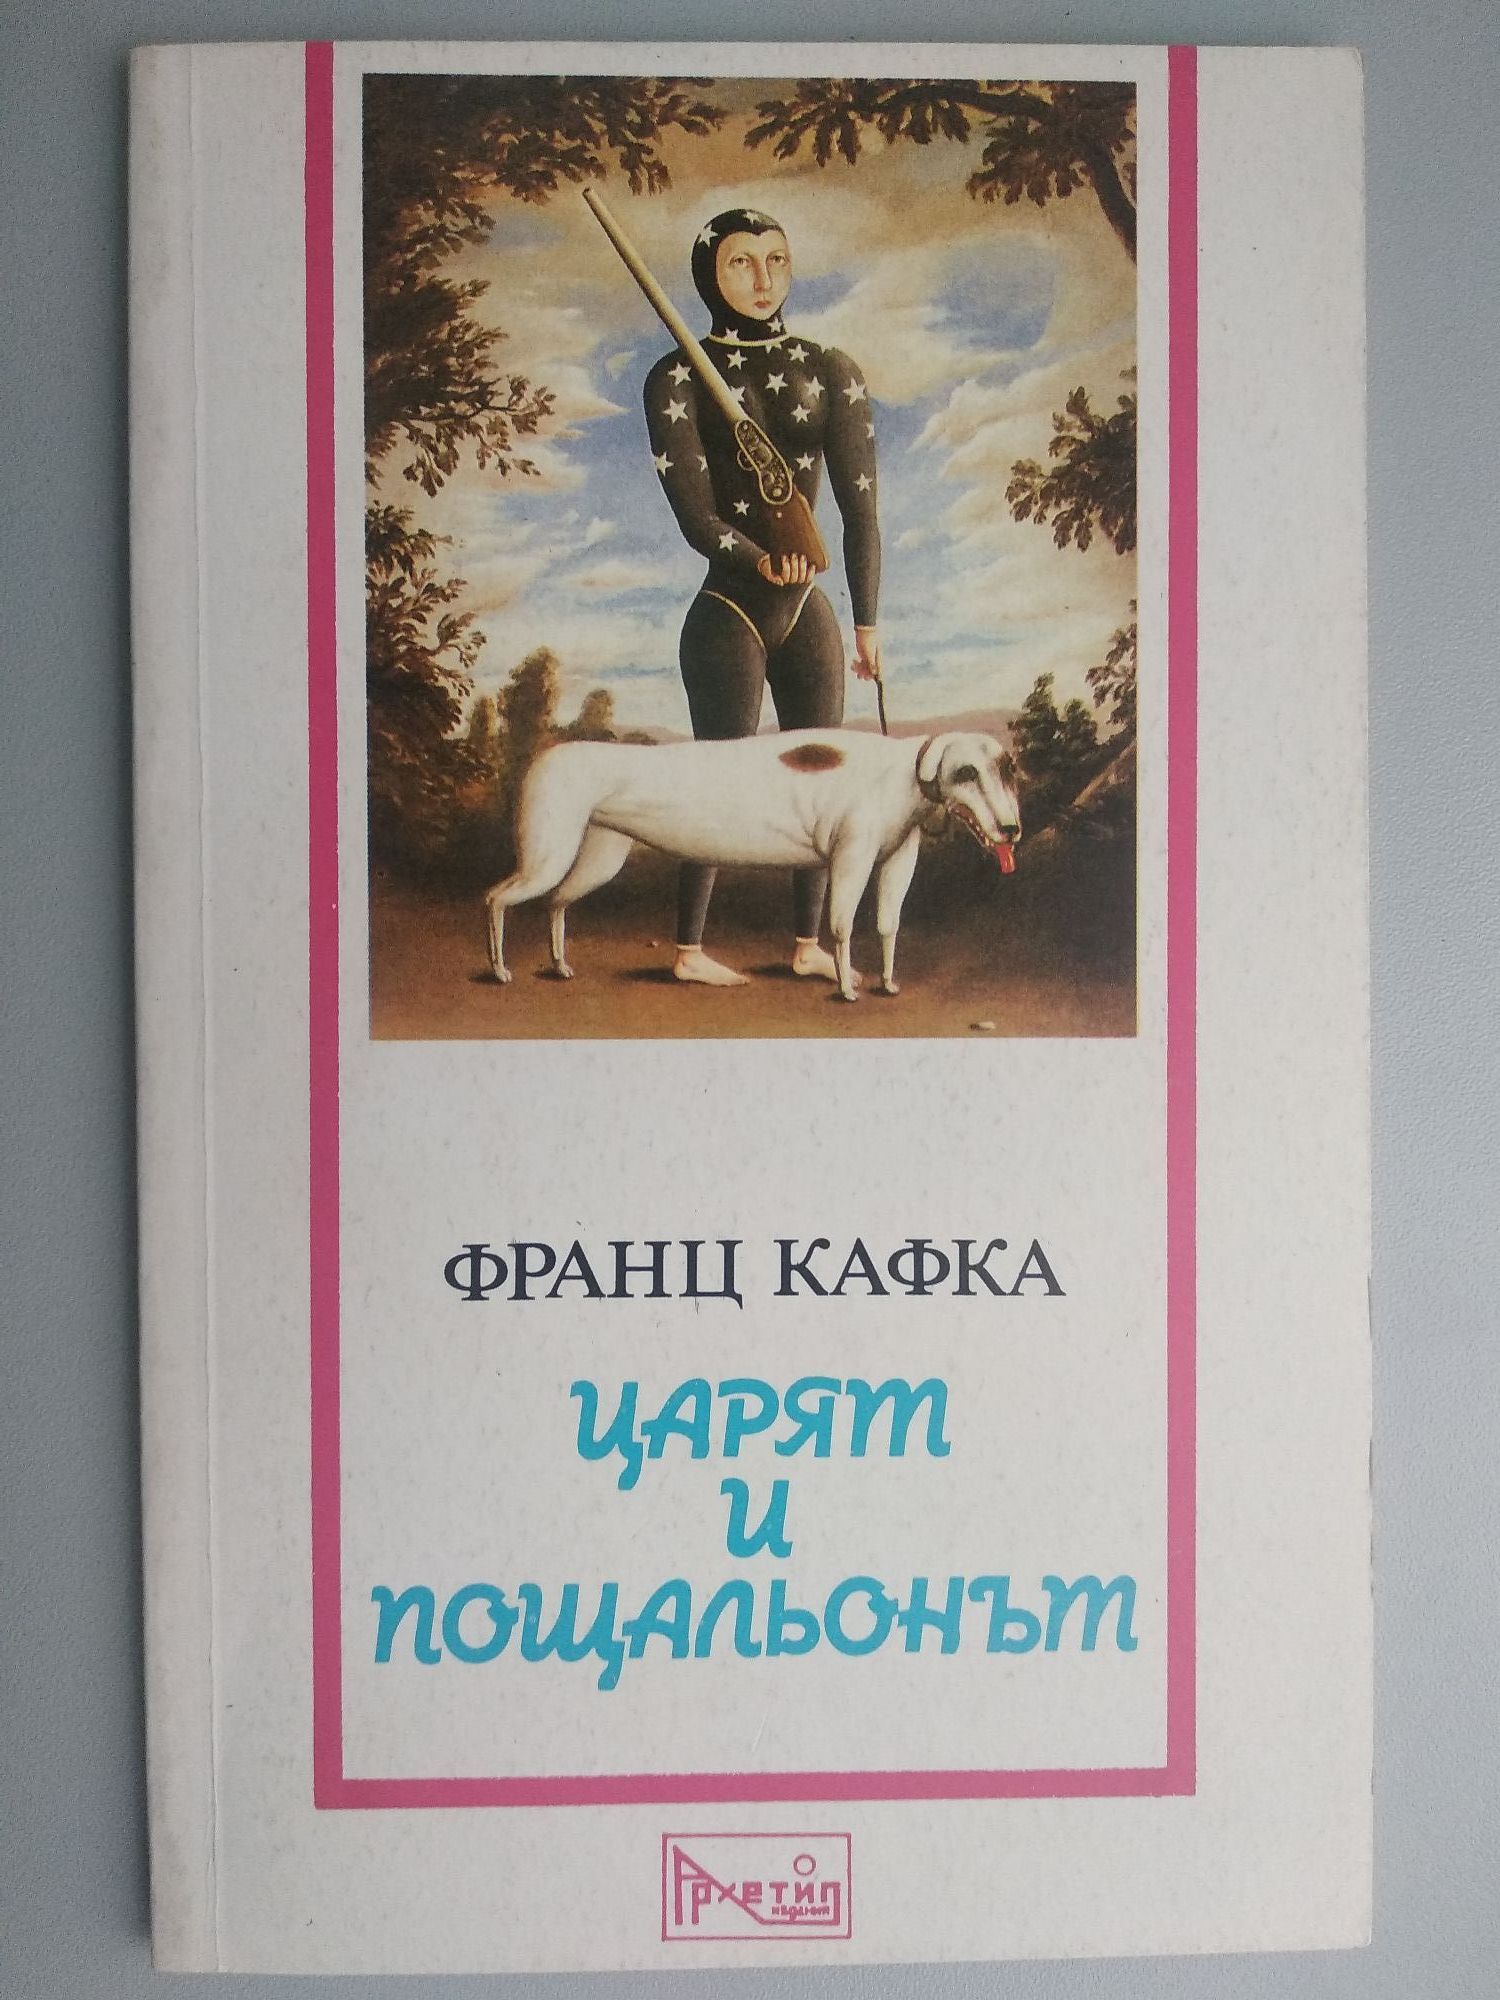 ФРАНЦ КАФКА
ЦАРЯТ
И
ПОЩАЛЬОНЪТ
Архетип
издания